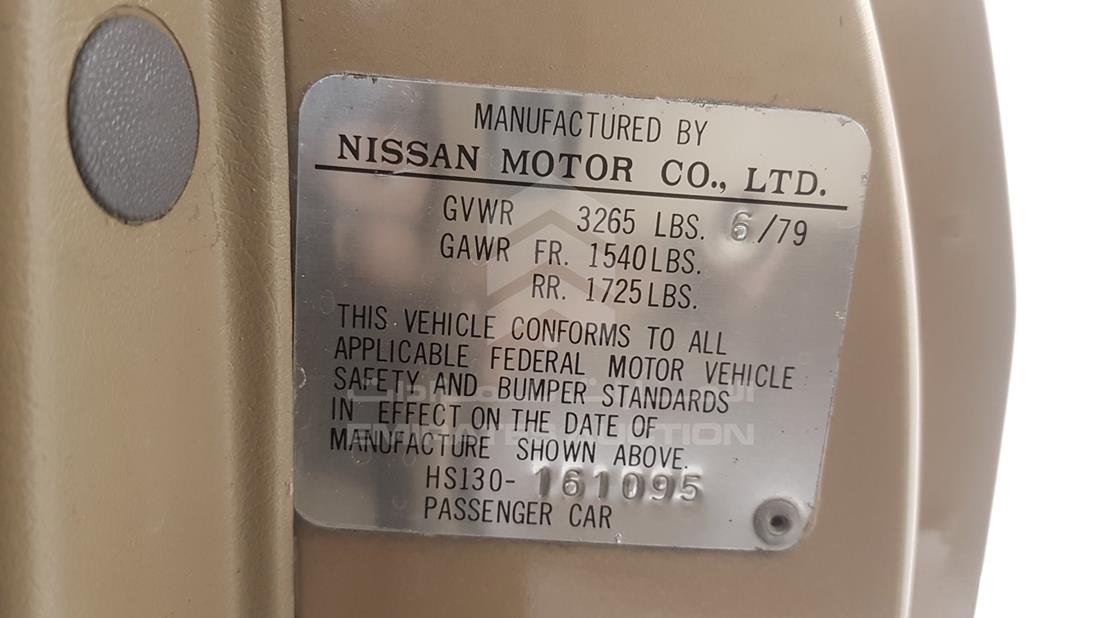 MANUFACTURED BY
NISSAN MOTOR CO., LTD.
GVWR 3265 LBS. 6/79
GAWR FR. 1540LBS.
RR. 1725LBS.
THIS VEHICLE CONFORMS TO ALL
APPLICABLE FEDERAL MOTOR VEHICLE
SAFETY AND BUMPER STANDARDS
IN EFFECT ON THE DATE OF
MANUFACTURE SHOWN ABOVE.
HS130-161095
PASSENGER CAR
EMIRATES AUCTION